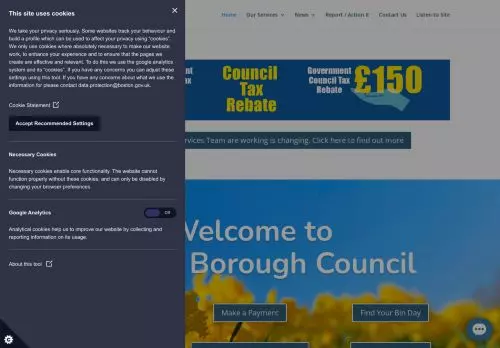 This site uses cookies
We take your privacy seriously. Some websites track your behaviour and
build a profile which can be used to affect your privacy using "cookies".
We only use cookies where absolutely necessary to make our website
work, to enhance your experience and to ensure that the pages we
create are effective and relevant. To do this we use the google analytics
system and its "cookies". If you have any concerns you can adjust these
settings using this tool. If you have any concerns about what we use the
information for please contact data.protection@boston.gov.uk.
Cookie Statement
Accept Recommended Settings
Necessary Cookies
Necessary cookies enable core functionality. The website cannot
function properly without these cookies, and can only be disabled by
changing your browser preferences.
Google Analytics
Off
Analytical cookies help us to improve our website by collecting and
reporting information on its usage.
About this tool
Home Our Services News Report / Action it Contact Us Listen to Site
nment
il Tax
te
Council
Tax
Rebate
Government
Council Tax
Rebate
£150
rvices Team are working is changing. Click here to find out more
Welcome to
Borough Council
Make a Payment
Find Your Bin Day